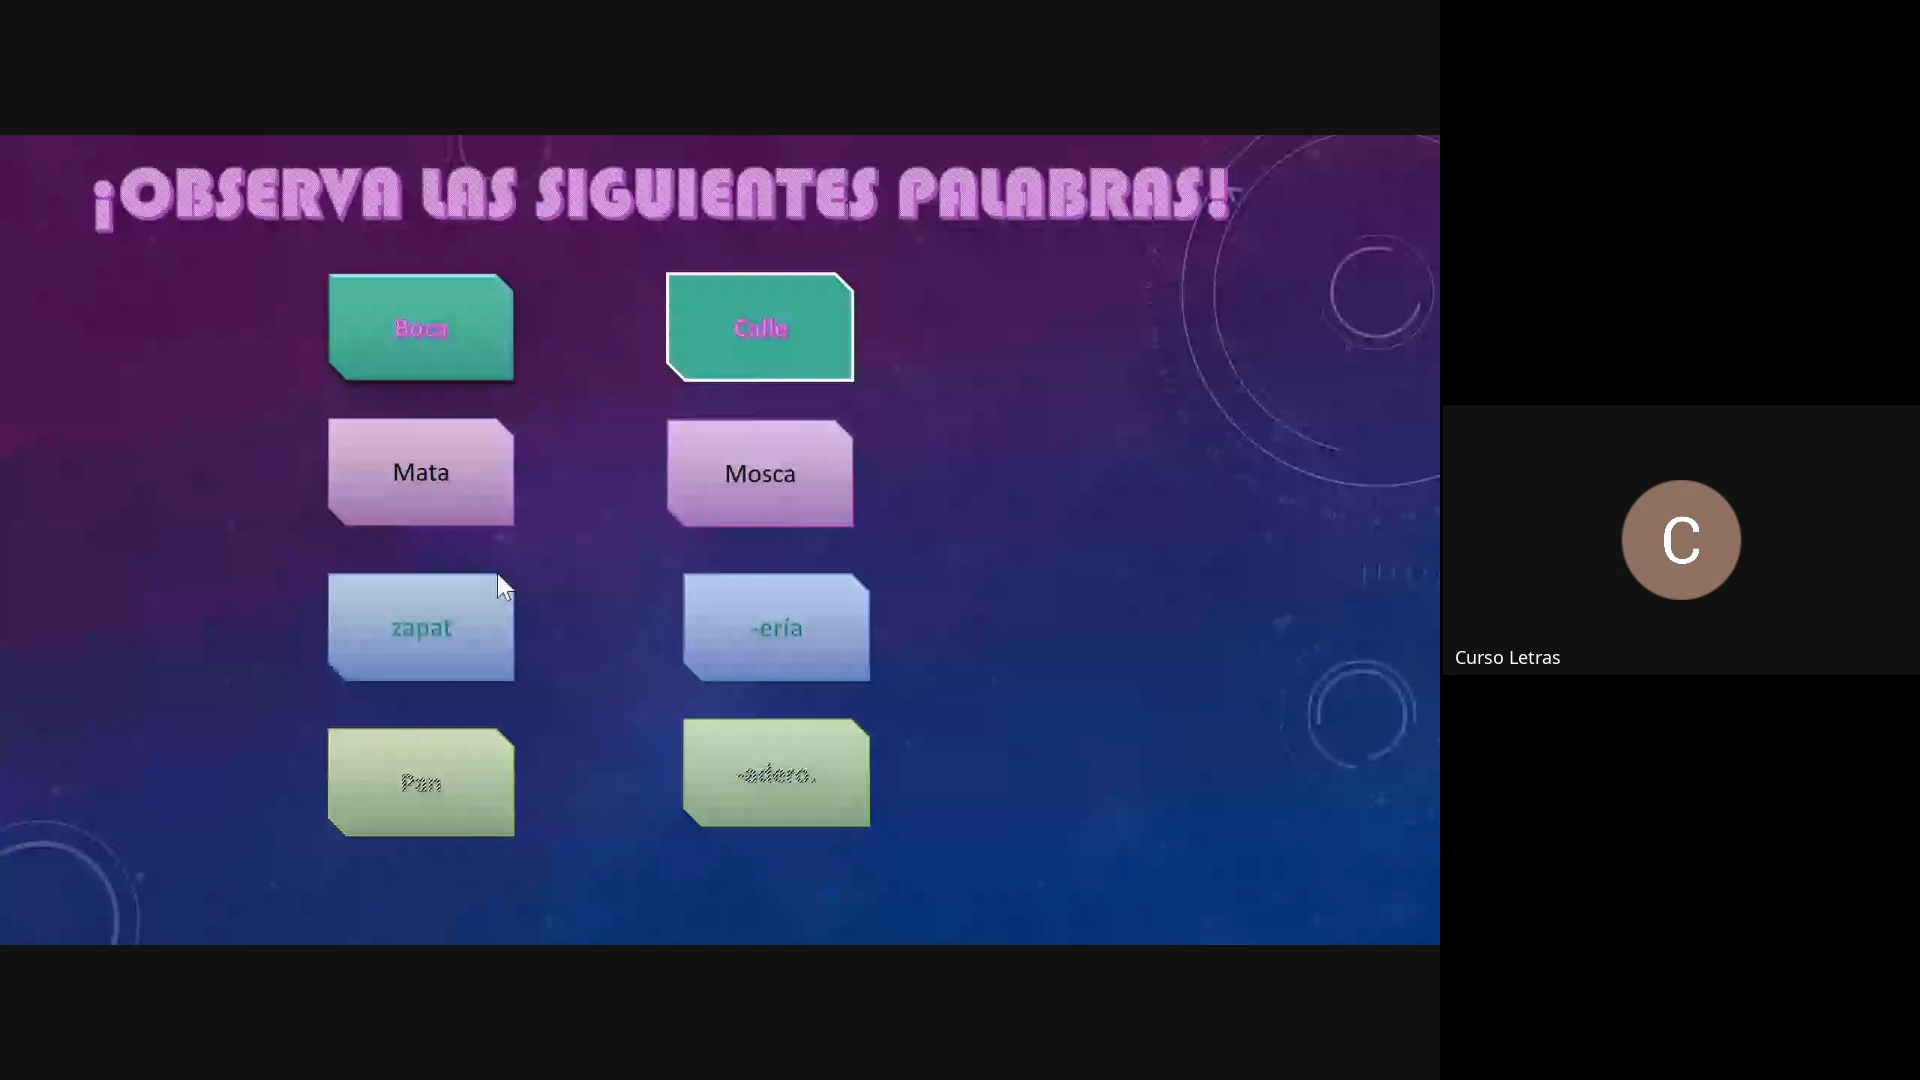 ¡OBSERVA LAS SIGUIENTES PALABRAS!
Boca
Calle
Mata
Mosca
zapat
-ería
Pan
-adero.
C
Curso Letras